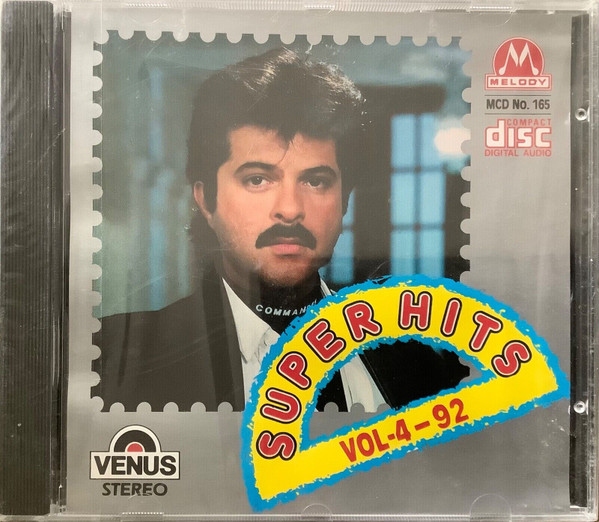 MELODY
MCD No. 165
COMPACT
disc
DIGITAL AUDIO
SUPER HITS
VOL-4-92
VENUS
STEREO